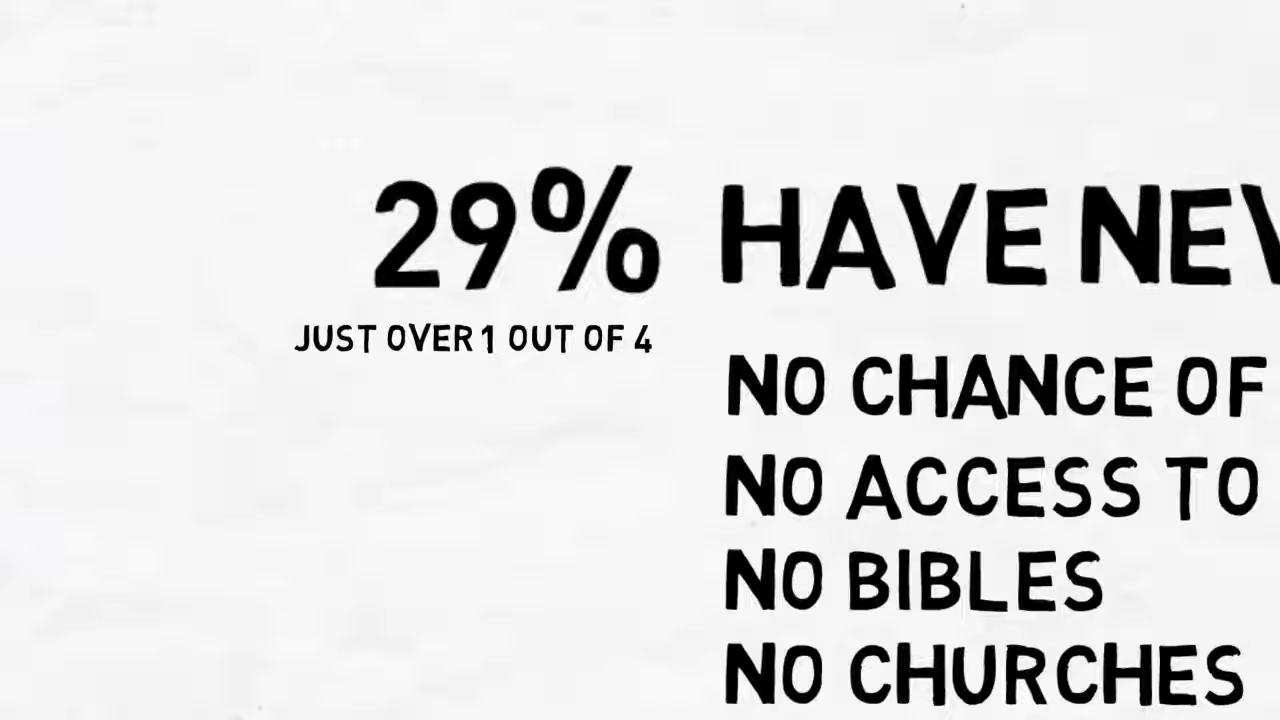 29% HAVE NEV
JUST OVER 1 OUT OF 4
NO CHANCE OF
NO ACCESS TO
NO BIBLES
NO CHURCHES